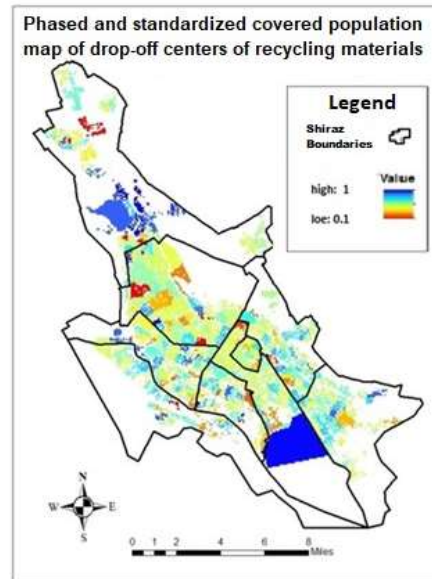 Phased and standardized covered population
map of drop-off centers of recycling materials
Legend
Shiraz
Boundaries
Value
high: 1
loe: 0.1
N
W E
S
0 1 2 4 6 8
Miles